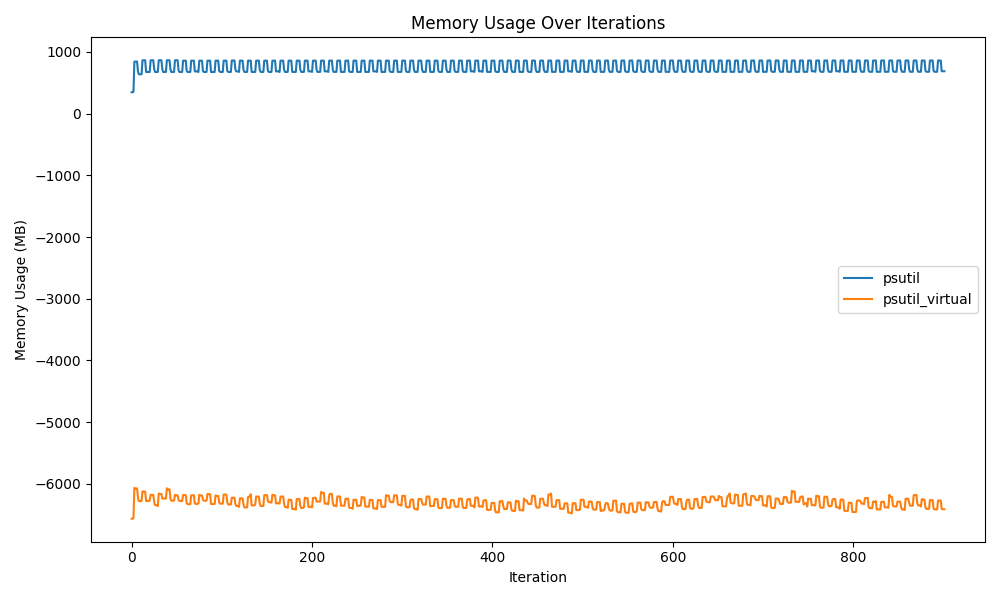 Memory Usage Over Iterations
Memory Usage (MB)
1000
0
−1000
−2000
−3000
−4000
−5000
−6000
psutil
psutil_virtual
0
200
400
600
800
Iteration